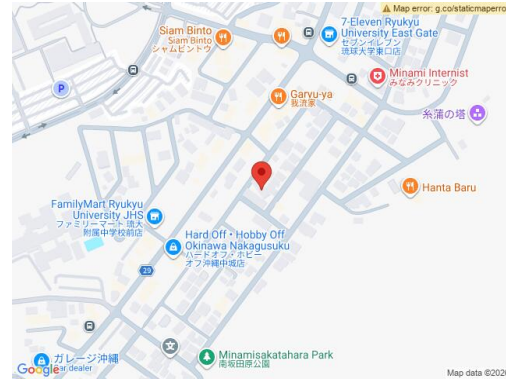 Map error: g.co/staticmaperro
Siam Binto
Siam Binto
シャムビントウ
7-Eleven Ryukyu
University East Gate
セブンイレブン
琉球大学東口店
Minami Internist
みなみクリニック
P
Garyu-ya
我流家
糸蒲の塔
Hanta Baru
FamilyMart Ryukyu
University JHS
ファミリーマート 琉大
附属中学校前店
Hard Off・Hobby Off
Okinawa Nakagusuku
ハードオフ・ホビー
オフ沖縄中城店
29
文
ガレージ沖縄
ar dealer
Minamisakatahara Park
南坂田原公園
Google
Map data ©202